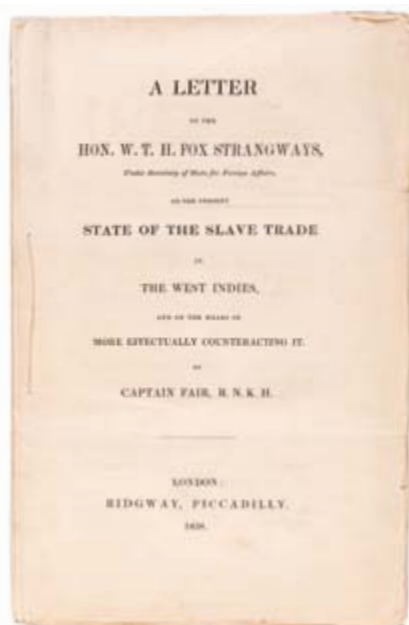 A LETTER
TO THE
HON. W. T. H. FOX STRANGWAYS,
Under Secretary of State for Foreign Affairs,
ON THE PRESENT
STATE OF THE SLAVE TRADE
IN
THE WEST INDIES,
AND ON THE MEANS OF
MORE EFFECTUALLY COUNTERACTING IT.
BY
CAPTAIN FAIR, R. N. K. H.
LONDON:
RIDGWAY, PICCADILLY.